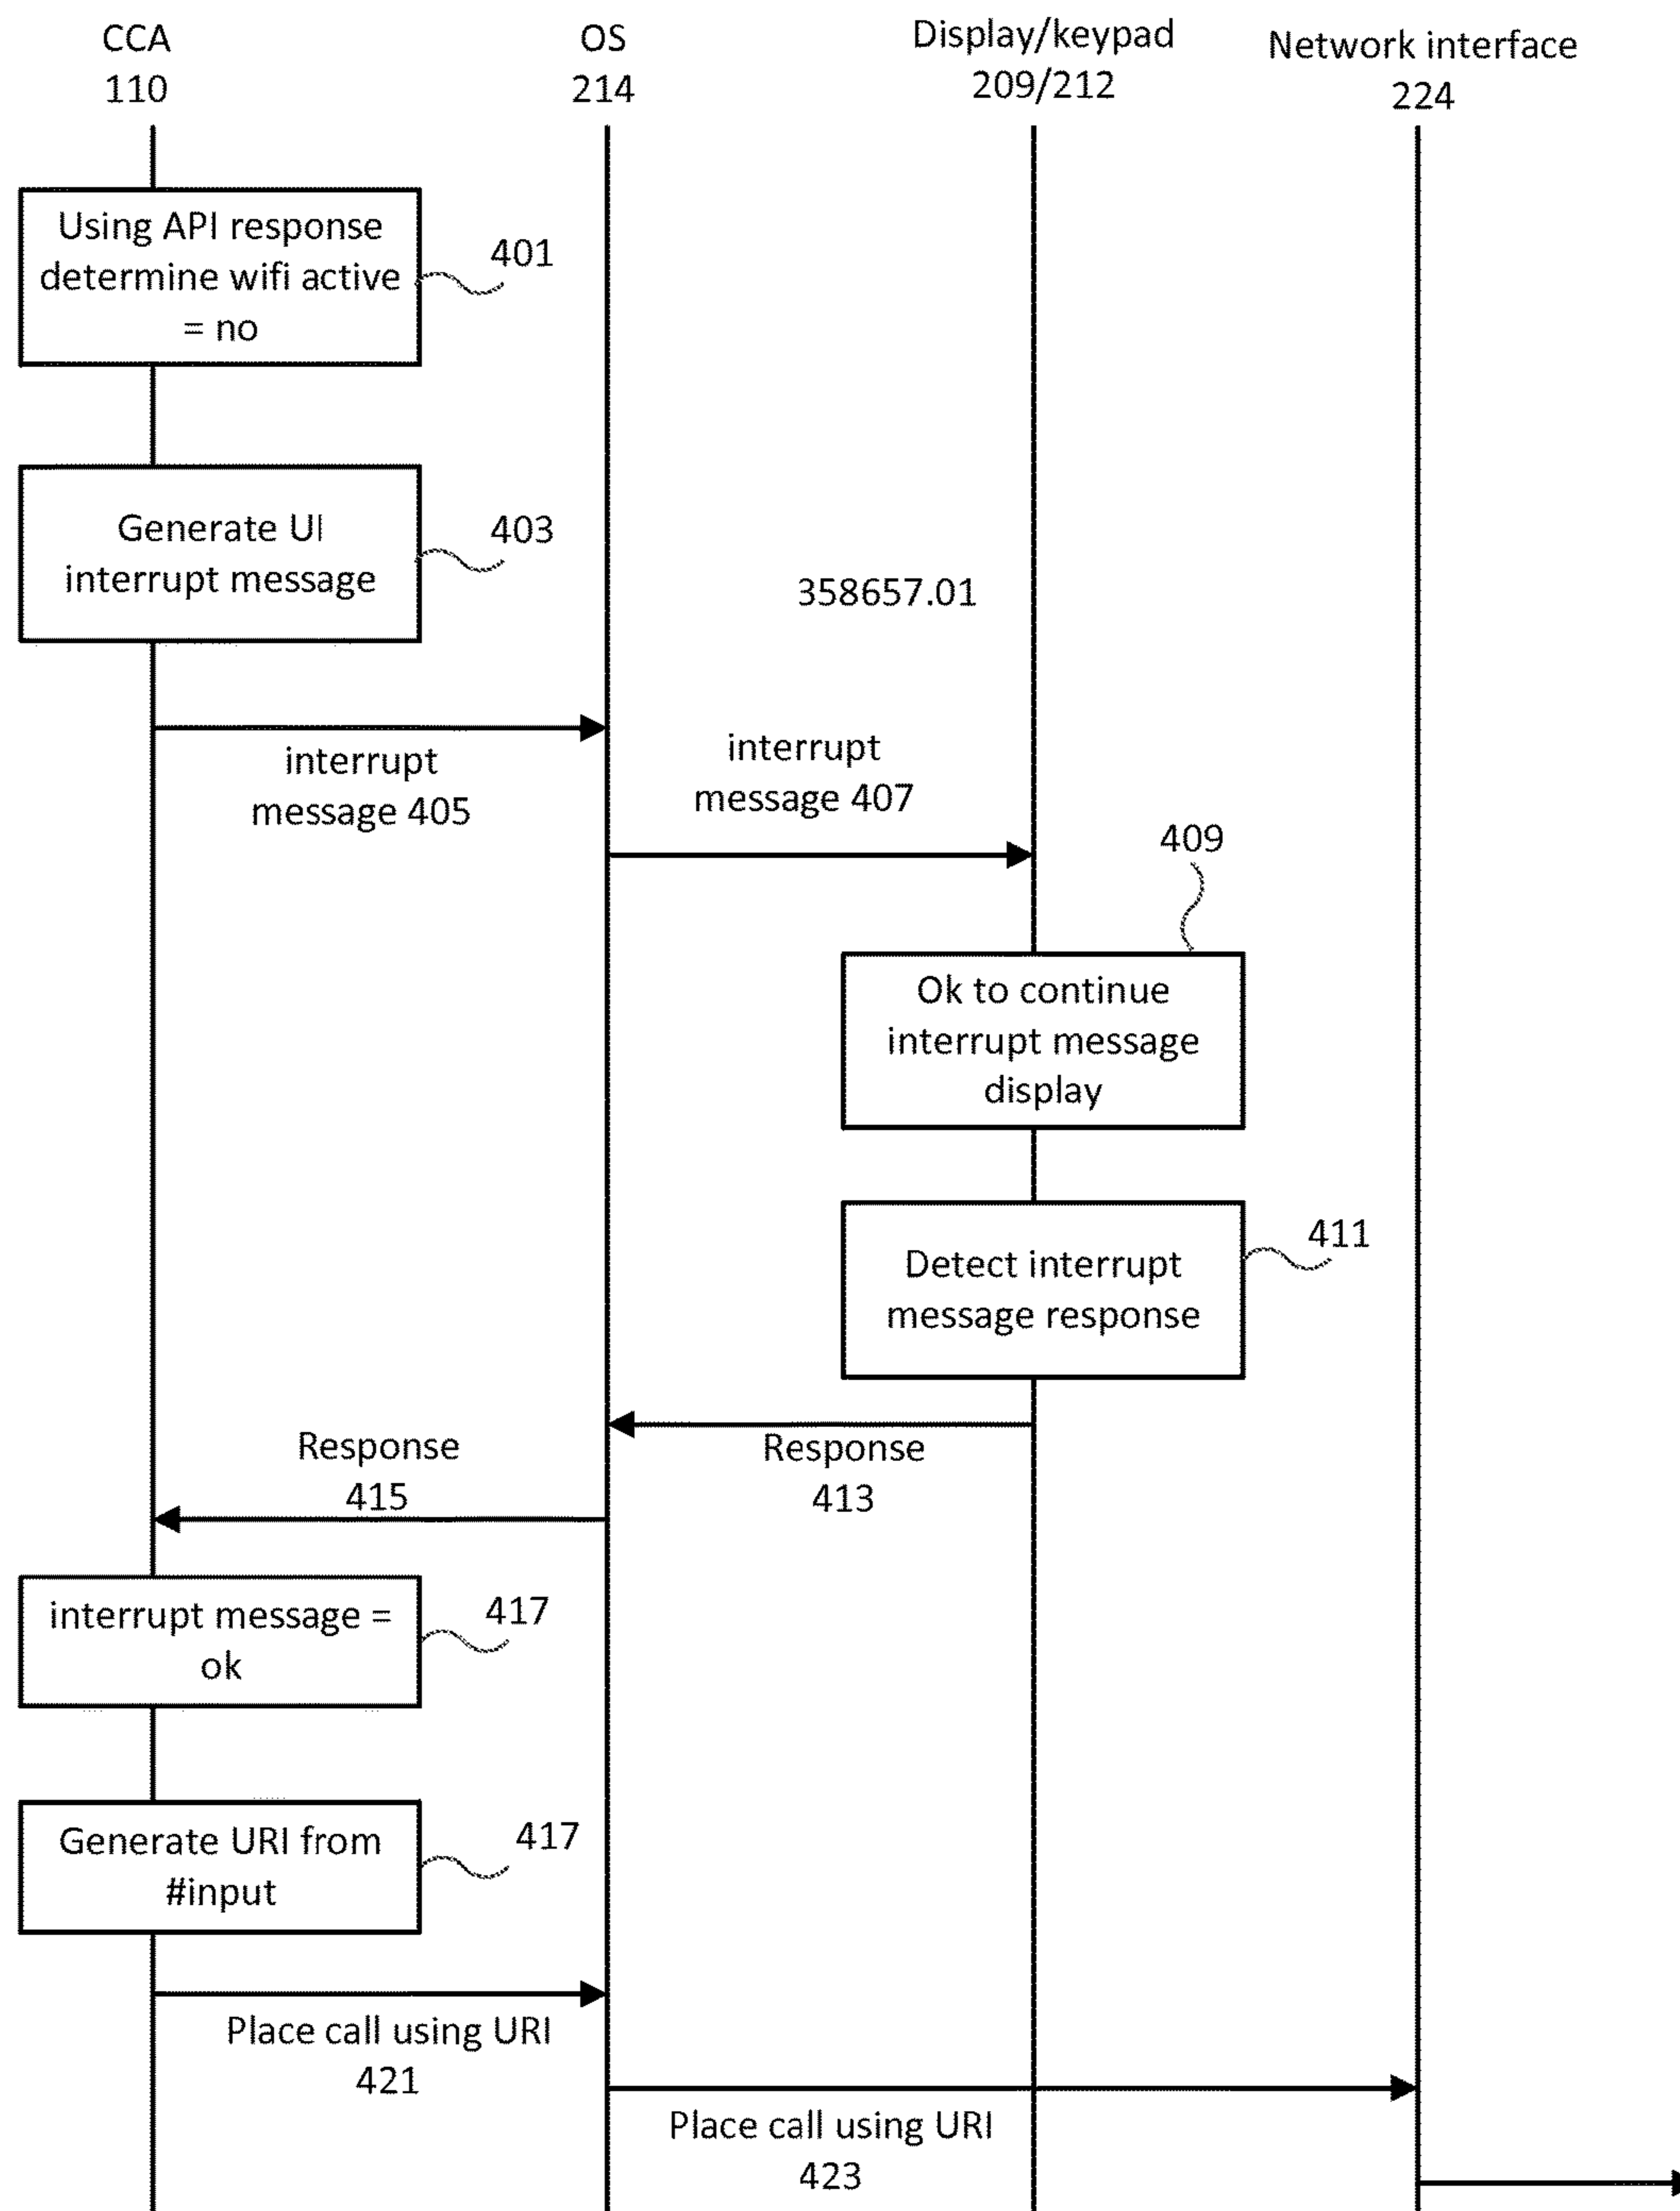 CCA
110
OS
214
Display/keypad
209/212
Network interface
224
Using API response
determine wifi active
= no
401
Generate UI
interrupt message
403
358657.01
interrupt
message 405
interrupt
message 407
409
Ok to continue
interrupt message
display
Detect interrupt
message response
411
Response
415
Response
413
interrupt message =
ok
417
Generate URI from
#input
417
Place call using URI
421
Place call using URI
423